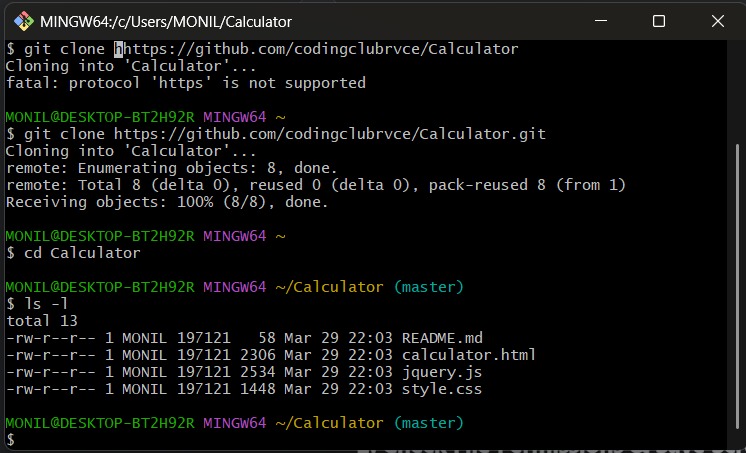 MINGW64:/c/Users/MONIL/Calculator
$ git clone hhttps://github.com/codingclubrvce/Calculator
Cloning into 'Calculator'...
fatal: protocol 'https' is not supported
MONIL@DESKTOP-BT2H92R MINGW64 ~
$ git clone https://github.com/codingclubrvce/Calculator.git
Cloning into 'Calculator'...
remote: Enumerating objects: 8, done.
remote: Total 8 (delta 0), reused 0 (delta 0), pack-reused 8 (from 1)
Receiving objects: 100% (8/8), done.
MONIL@DESKTOP-BT2H92R MINGW64 ~
$ cd Calculator
MONIL@DESKTOP-BT2H92R MINGW64 ~/Calculator (master)
$ ls -l
total 13
-rw-r--r-- 1 MONIL 197121   58 Mar 29 22:03 README.md
-rw-r--r-- 1 MONIL 197121 2306 Mar 29 22:03 calculator.html
-rw-r--r-- 1 MONIL 197121 2534 Mar 29 22:03 jquery.js
-rw-r--r-- 1 MONIL 197121 1448 Mar 29 22:03 style.css
MONIL@DESKTOP-BT2H92R MINGW64 ~/Calculator (master)
$